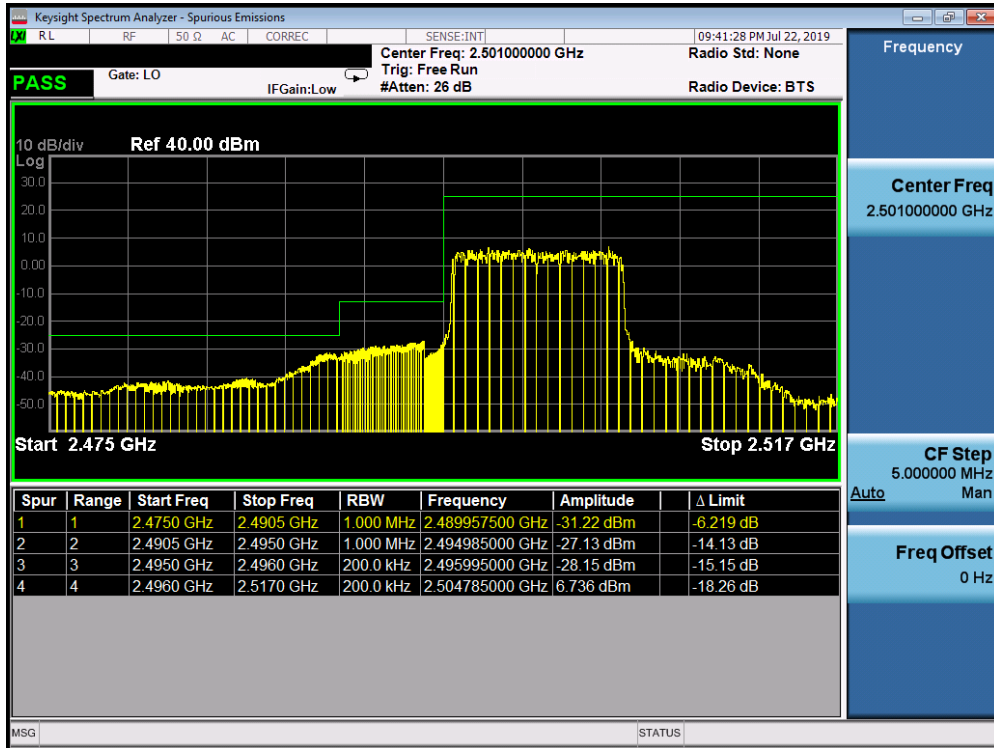 Keysight Spectrum Analyzer - Spurious Emissions
LXI RL RF 50 Ω AC CORREC SENSE:INT 09:41:28 PM Jul 22, 2019
Center Freq: 2.501000000 GHz Radio Std: None
PASS Gate: LO Trig: Free Run
IFGain:Low #Atten: 26 dB Radio Device: BTS
10 dB/div Ref 40.00 dBm
Log
30.0
20.0
10.0
0.00
-10.0
-20.0
-30.0
-40.0
-50.0
Start 2.475 GHz Stop 2.517 GHz
Spur Range Start Freq Stop Freq RBW Frequency Amplitude Δ Limit
1 1 2.4750 GHz 2.4905 GHz 1.000 MHz 2.489957500 GHz -31.22 dBm -6.219 dB
2 2 2.4905 GHz 2.4950 GHz 1.000 MHz 2.494985000 GHz -27.13 dBm -14.13 dB
3 3 2.4950 GHz 2.4960 GHz 200.0 kHz 2.495995000 GHz -28.15 dBm -15.15 dB
4 4 2.4960 GHz 2.5170 GHz 200.0 kHz 2.504785000 GHz 6.736 dBm -18.26 dB
MSG STATUS
Frequency
Center Freq
2.501000000 GHz
CF Step
5.000000 MHz
Auto Man
Freq Offset
0 Hz